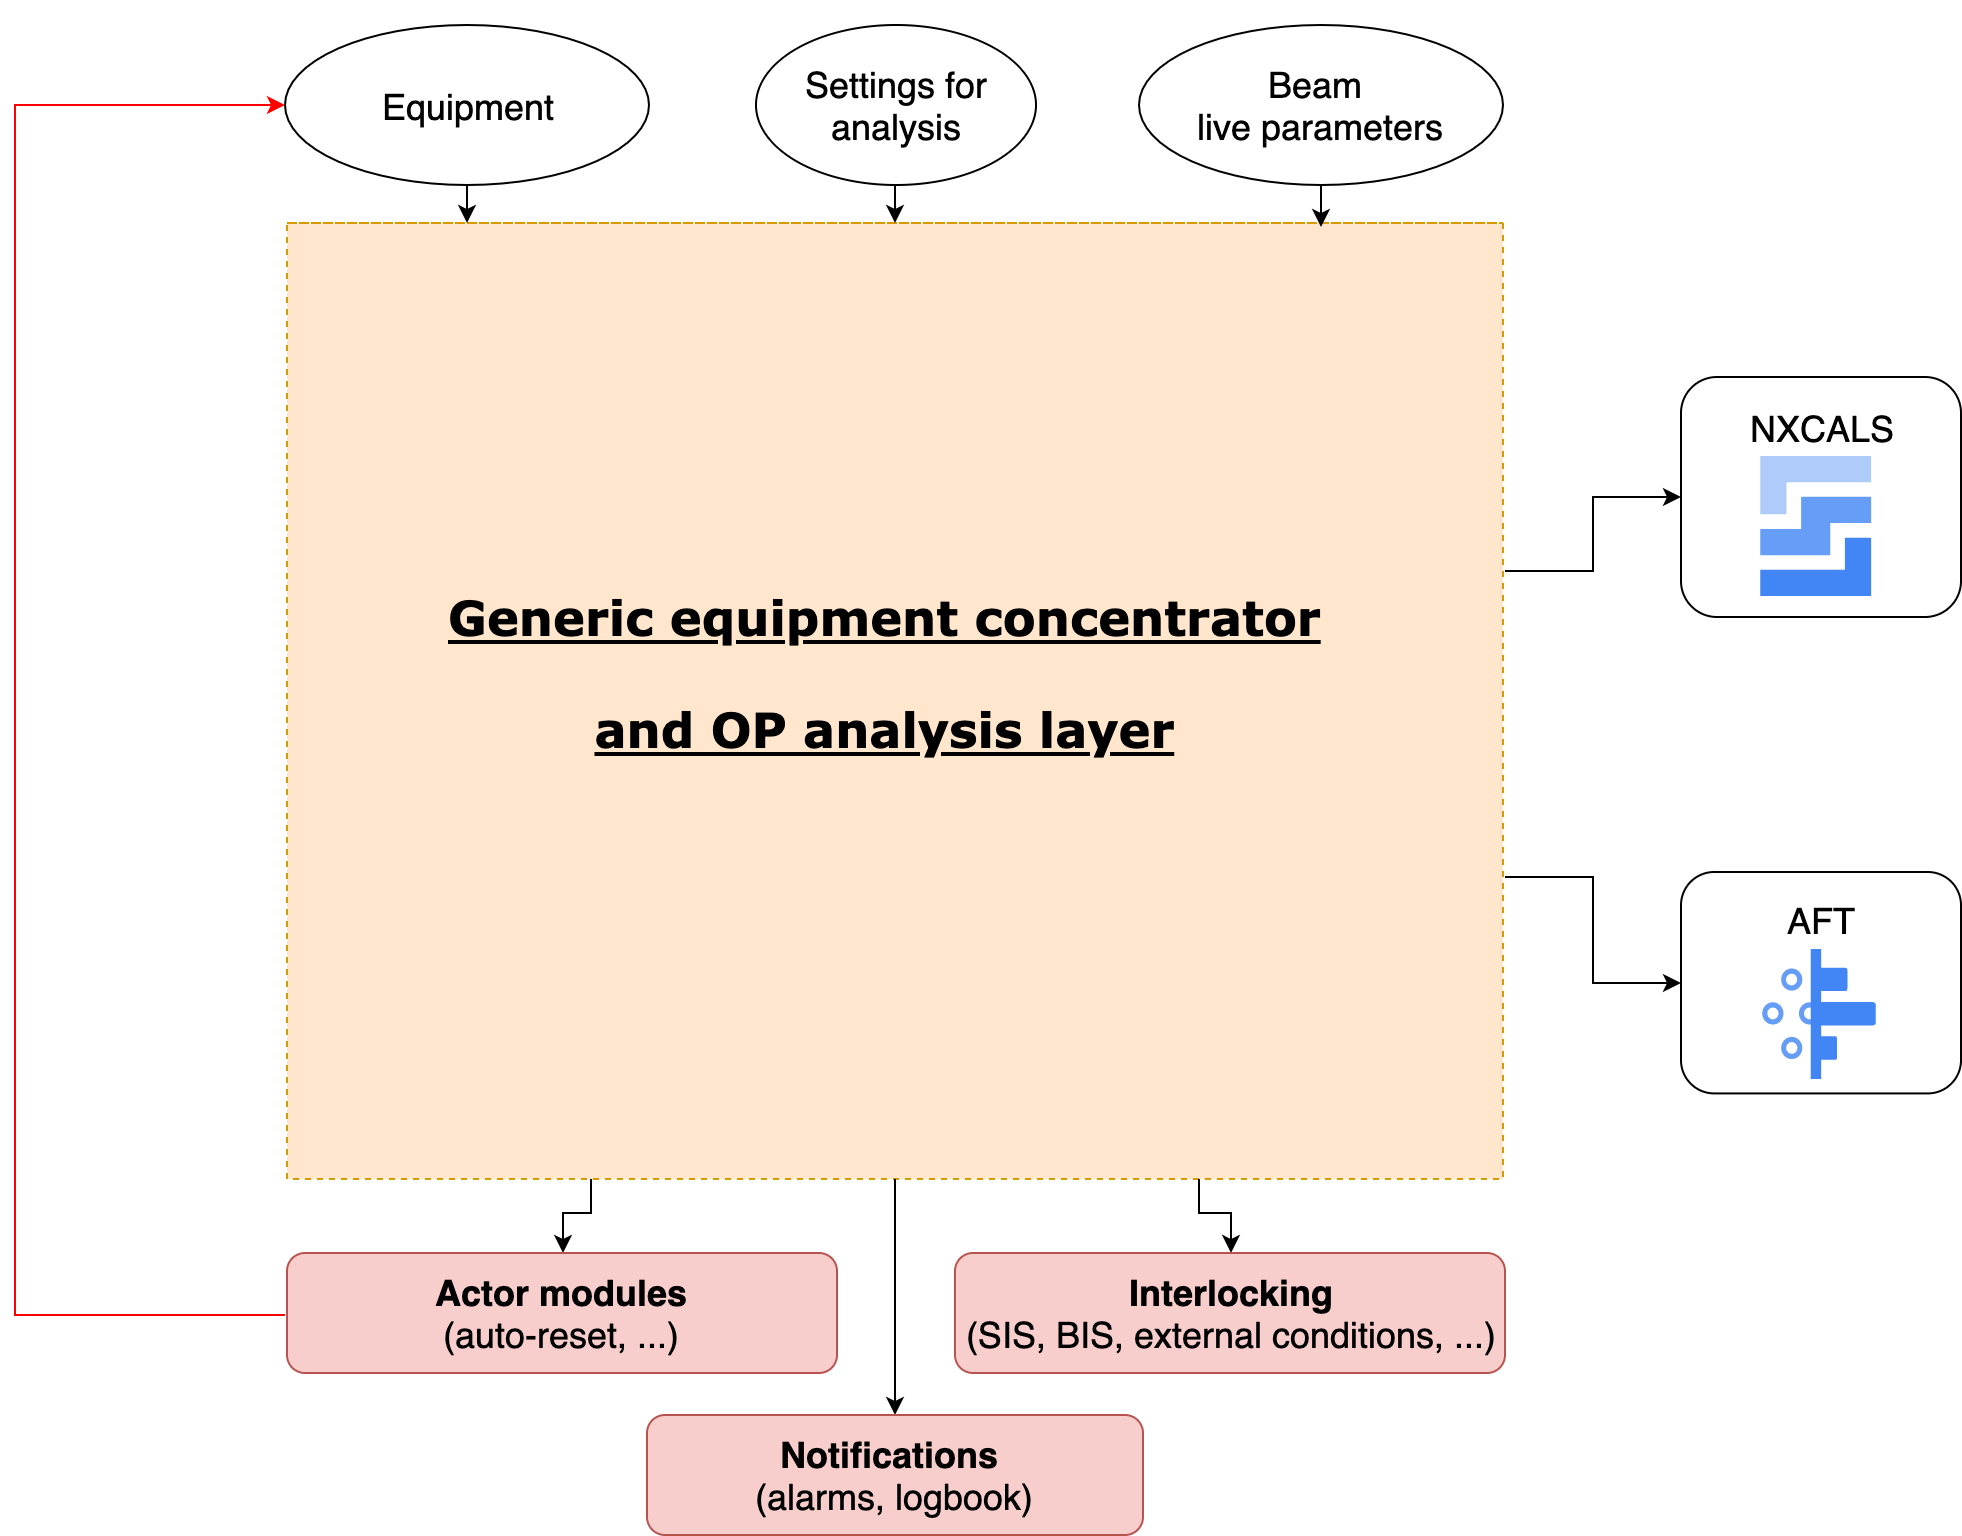 Equipment
Settings for
analysis
Beam
live parameters
Generic equipment concentrator
and OP analysis layer
NXCALS
AFT
Actor modules
(auto-reset, ...)
Interlocking
(SIS, BIS, external conditions, ...)
Notifications
(alarms, logbook)